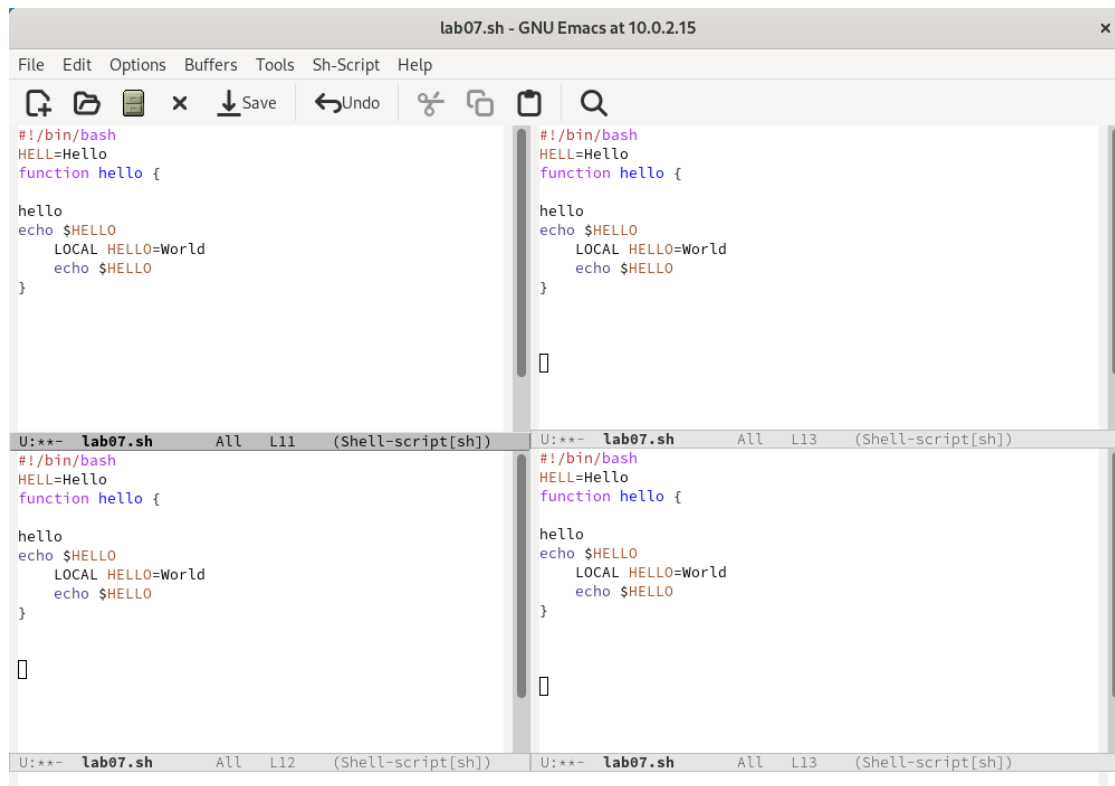 lab07.sh - GNU Emacs at 10.0.2.15 ×
File Edit Options Buffers Tools Sh-Script Help
Save Undo
#!/bin/bash
HELL=Hello
function hello {
hello
echo $HELLO
    LOCAL HELLO=World
    echo $HELLO
}
U:**- lab07.sh All L11 (Shell-script[sh])
#!/bin/bash
HELL=Hello
function hello {
hello
echo $HELLO
    LOCAL HELLO=World
    echo $HELLO
}
U:**- lab07.sh All L13 (Shell-script[sh])
#!/bin/bash
HELL=Hello
function hello {
hello
echo $HELLO
    LOCAL HELLO=World
    echo $HELLO
}
U:**- lab07.sh All L12 (Shell-script[sh])
#!/bin/bash
HELL=Hello
function hello {
hello
echo $HELLO
    LOCAL HELLO=World
    echo $HELLO
}
U:**- lab07.sh All L13 (Shell-script[sh])